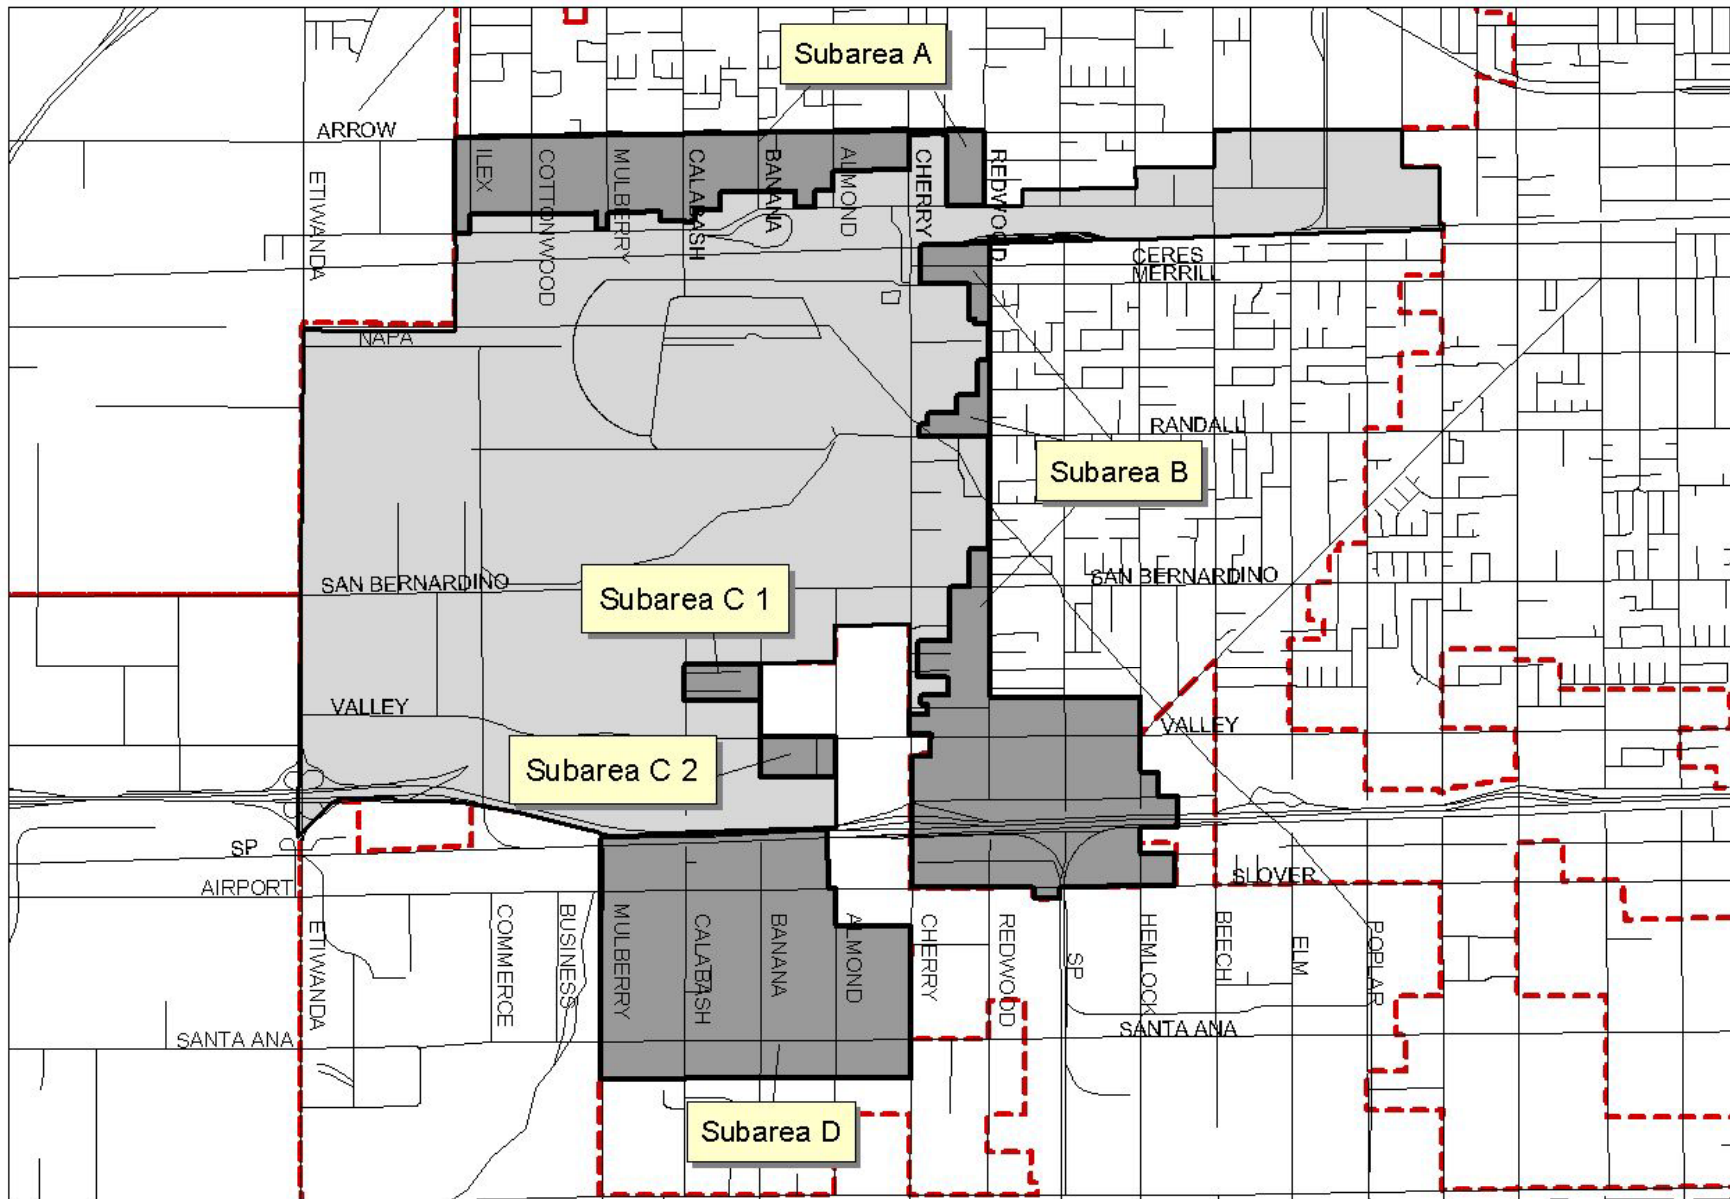 Subarea A
ARROW
ILEX
COTTONWOOD
MULBERRY
CALABASH
BANANA
ALMOND
CHERRY
REDWOOD
ETIWANDA
CERES
MERRILL
NAPA
RANDALL
Subarea B
SAN BERNARDINO
SAN BERNARDINO
Subarea C 1
VALLEY
VALLEY
Subarea C 2
SP
AIRPORT
SLOVER
ETIWANDA
COMMERCE
BUSINESS
MULBERRY
CALABASH
BANANA
ALMOND
CHERRY
REDWOOD
SP
HEMLOCK
BEECH
ELM
POPLAR
SANTA ANA
SANTA ANA
Subarea D